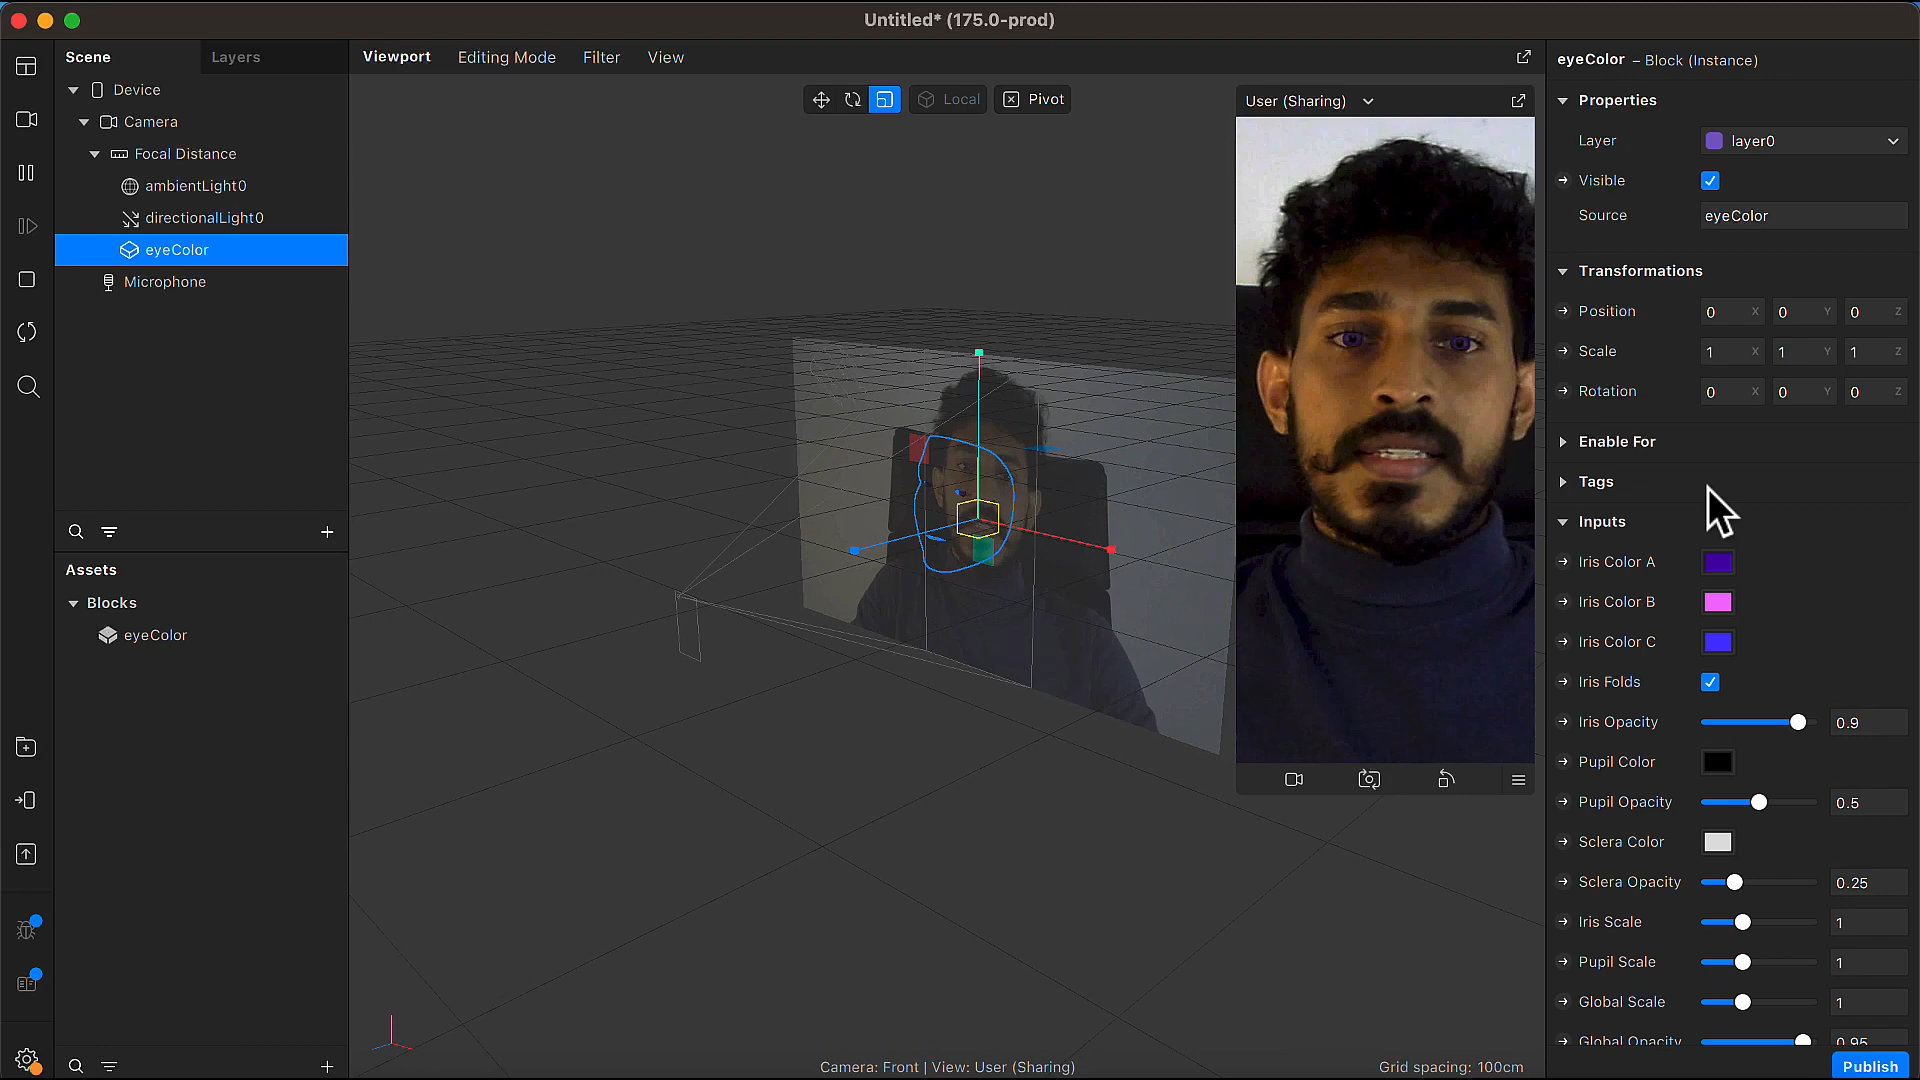 Untitled* (175.0-prod)
Scene
Layers
Device
Camera
Focal Distance
ambientLight0
directionalLight0
eyeColor
Microphone
Assets
Blocks
eyeColor
Viewport
Editing Mode
Filter
View
Local
Pivot
User (Sharing)
Camera: Front | View: User (Sharing)
Grid spacing: 100cm
eyeColor – Block (Instance)
Properties
Layer layer0
Visible
Source eyeColor
Transformations
Position 0 X 0 Y 0 Z
Scale 1 X 1 Y 1 Z
Rotation 0 X 0 Y 0 Z
Enable For
Tags
Inputs
Iris Color A
Iris Color B
Iris Color C
Iris Folds
Iris Opacity 0.9
Pupil Color
Pupil Opacity 0.5
Sclera Color
Sclera Opacity 0.25
Iris Scale 1
Pupil Scale 1
Global Scale 1
Global Opacity 0.95
Publish